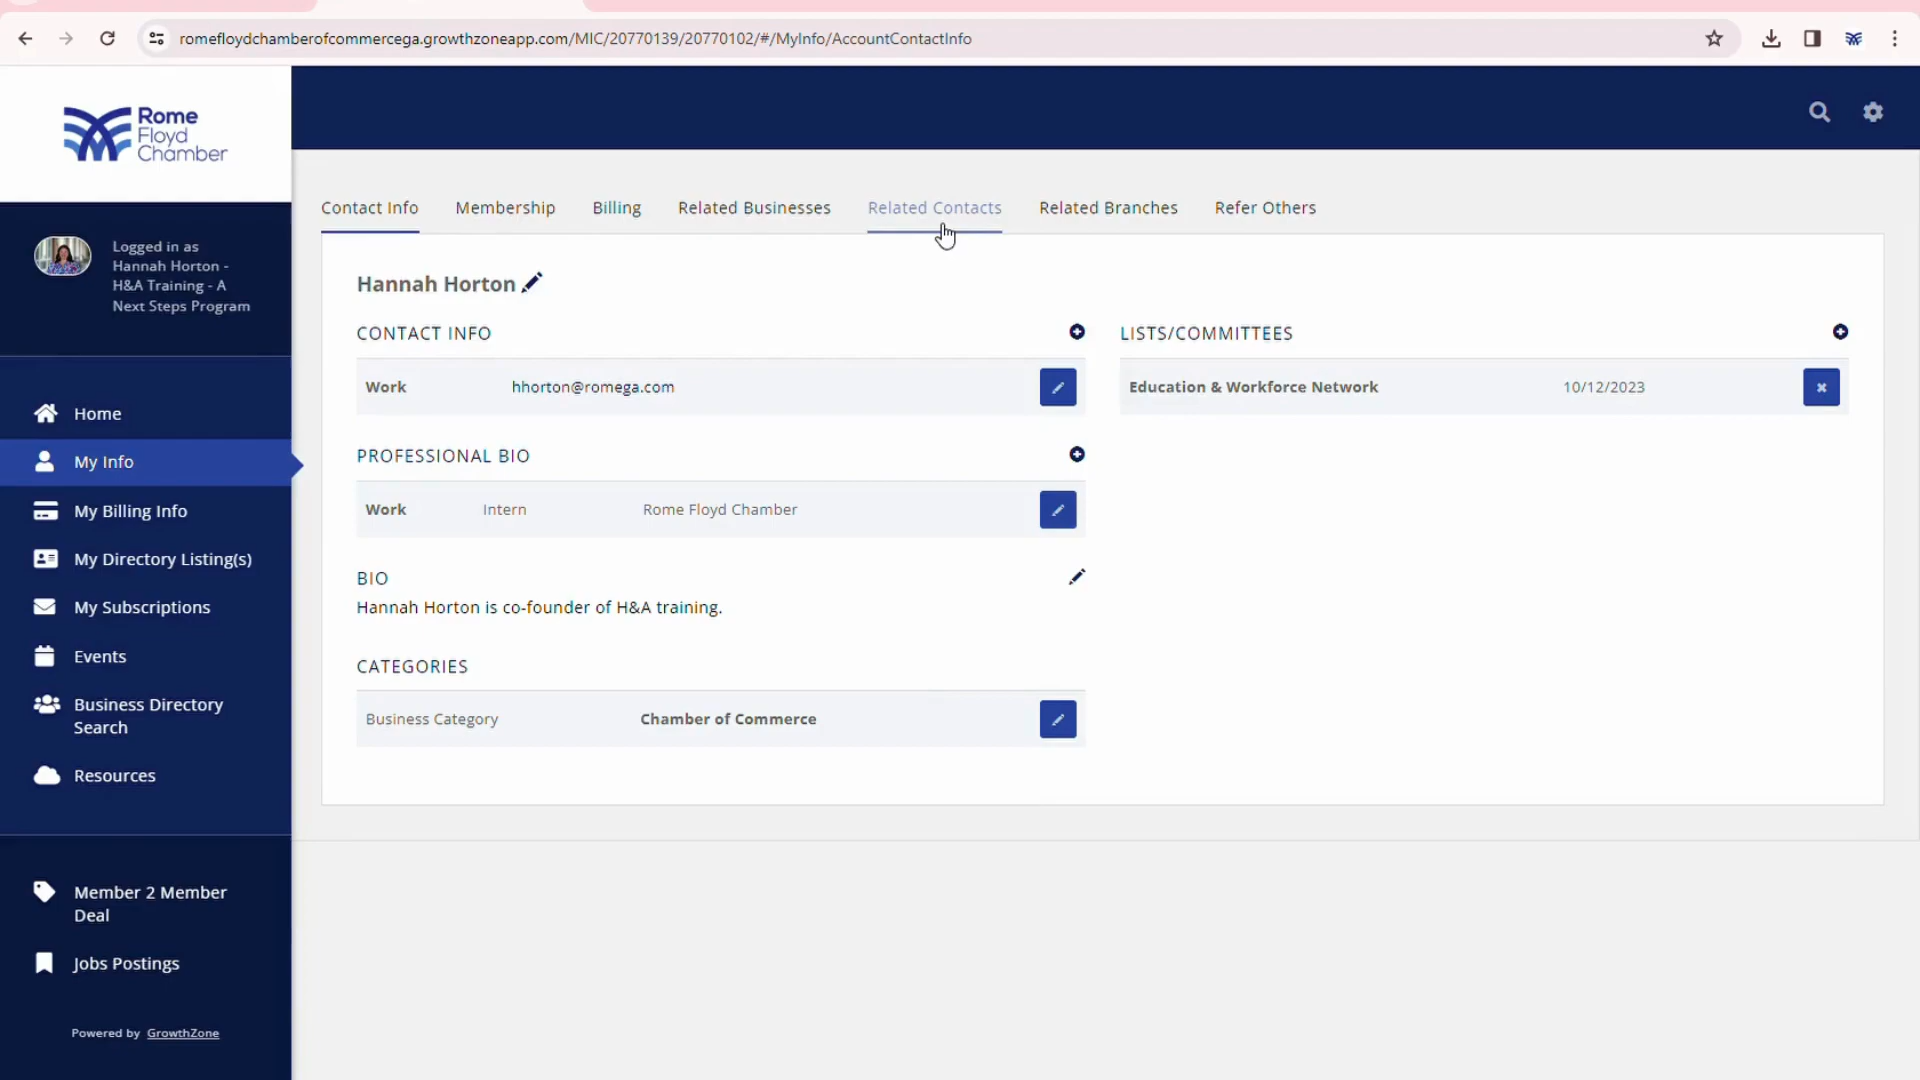 romefloydchamberofcommercega.growthzoneapp.com/MIC/20770139/20770102/#/MyInfo/AccountContactInfo
Rome
Floyd
Chamber
Logged in as
Hannah Horton -
H&A Training - A
Next Steps Program
Home
My Info
My Billing Info
My Directory Listing(s)
My Subscriptions
Events
Business Directory
Search
Resources
Member 2 Member
Deal
Jobs Postings
Powered by GrowthZone
Contact Info Membership Billing Related Businesses Related Contacts Related Branches Refer Others
Hannah Horton
CONTACT INFO
Work hhorton@romega.com
PROFESSIONAL BIO
Work Intern Rome Floyd Chamber
BIO
Hannah Horton is co-founder of H&A training.
CATEGORIES
Business Category Chamber of Commerce
LISTS/COMMITTEES
Education & Workforce Network 10/12/2023